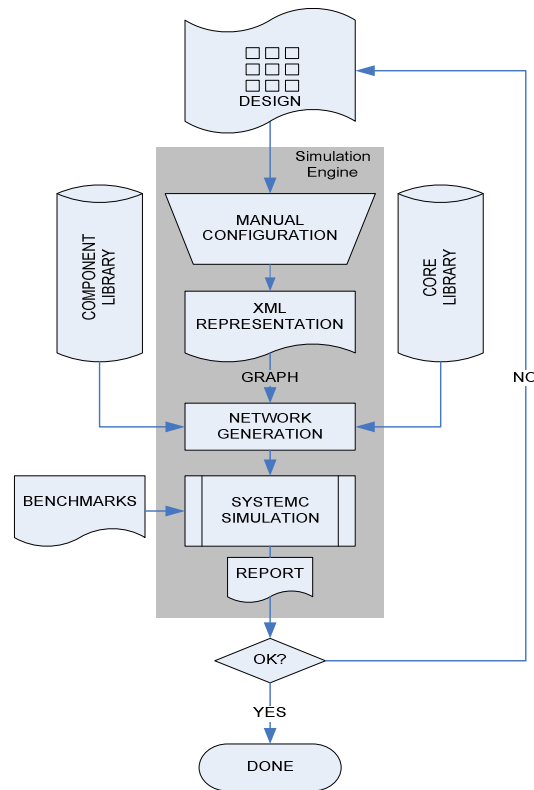 DESIGN
Simulation
Engine
MANUAL
CONFIGURATION
COMPONENT
LIBRARY
CORE
LIBRARY
XML
REPRESENTATION
GRAPH
NO
NETWORK
GENERATION
BENCHMARKS
SYSTEMC
SIMULATION
REPORT
OK?
YES
DONE